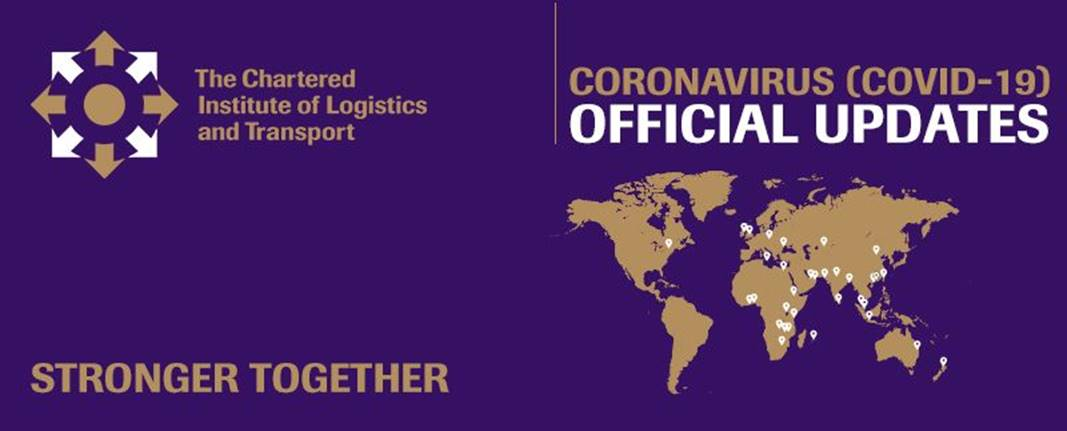 The Chartered
Institute of Logistics
and Transport
CORONAVIRUS (COVID-19)
OFFICIAL UPDATES
STRONGER TOGETHER